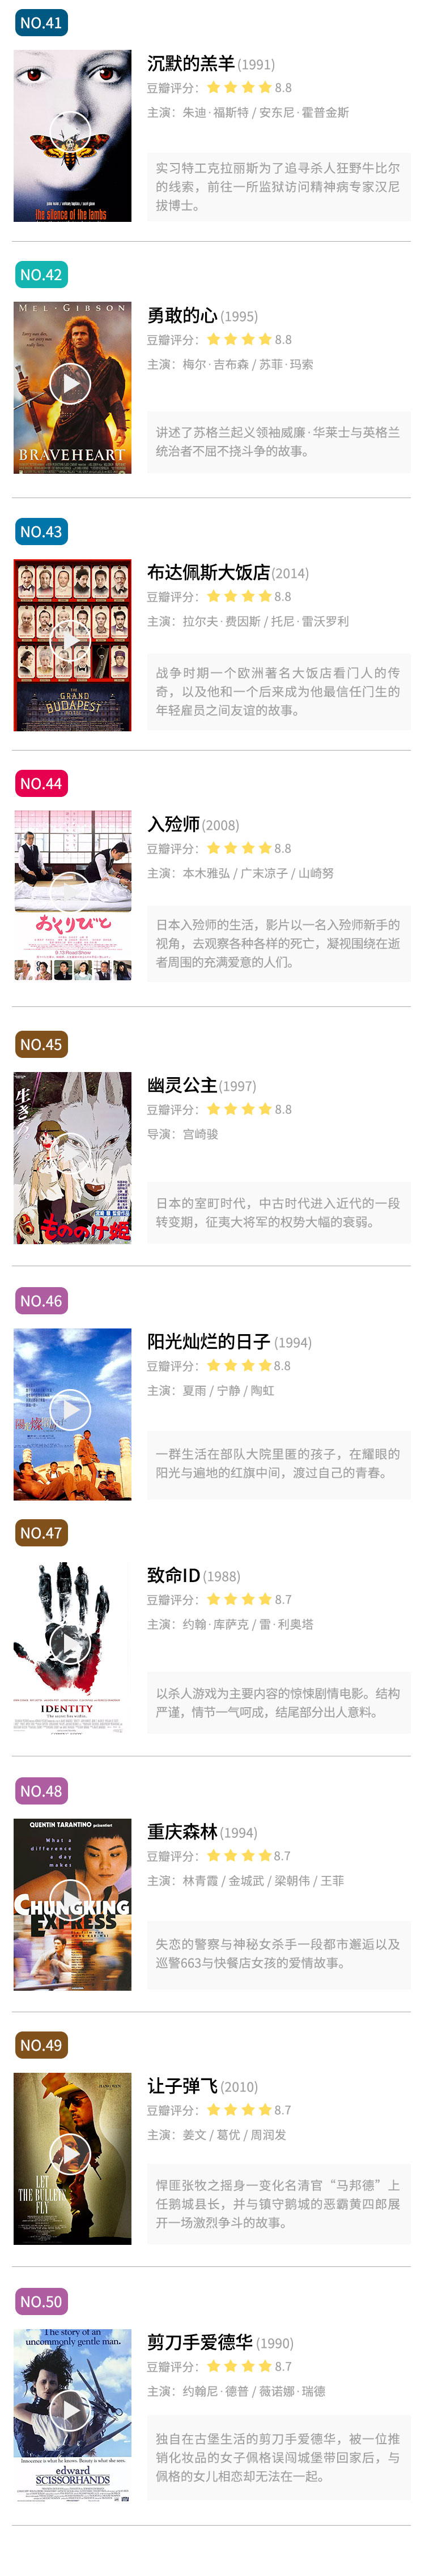 NO.41
沉默的羔羊(1991)
豆瓣评分：8.8
主演：朱迪·福斯特 / 安东尼·霍普金斯
the silence of the lambs
实习特工克拉丽斯为了追寻杀人狂野牛比尔
的线索，前往一所监狱访问精神病专家汉尼
拔博士。
NO.42
MEL·GIBSON
BRAVEHEART
勇敢的心(1995)
豆瓣评分：8.8
主演：梅尔·吉布森 / 苏菲·玛索
讲述了苏格兰起义领袖威廉·华莱士与英格兰
统治者不屈不挠斗争的故事。
NO.43
THE
GRAND
BUDAPEST
布达佩斯大饭店(2014)
豆瓣评分：8.8
主演：拉尔夫·费因斯 / 托尼·雷沃罗利
战争时期一个欧洲著名大饭店看门人的传
奇，以及他和一个后来成为他最信任门生的
年轻雇员之间友谊的故事。
NO.44
おくりびと
9.13 Road Show
入殓师(2008)
豆瓣评分：8.8
主演：本木雅弘 / 广末凉子 / 山崎努
日本入殓师的生活，影片以一名入殓师新手的
视角，去观察各种各样的死亡，凝视围绕在逝
者周围的充满爱意的人们。
NO.45
生きろ
もののけ姫
幽灵公主(1997)
豆瓣评分：8.8
导演：宫崎骏
日本的室町时代，中古时代进入近代的一段
转变期，征夷大将军的权势大幅的衰弱。
NO.46
阳光灿烂的日子 (1994)
豆瓣评分：8.8
主演：夏雨 / 宁静 / 陶虹
一群生活在部队大院里匿的孩子，在耀眼的
阳光与遍地的红旗中间，渡过自己的青春。
NO.47
IDENTITY
致命ID(1988)
豆瓣评分：8.7
主演：约翰·库萨克 / 雷·利奥塔
以杀人游戏为主要内容的惊悚剧情电影。结构
严谨，情节一气呵成，结尾部分出人意料。
NO.48
QUENTIN TARANTINO präsentiert
What a
difference
a day
makes
CHUNGKING
EXPRESS
重庆森林(1994)
豆瓣评分：8.7
主演：林青霞 / 金城武 / 梁朝伟 / 王菲
失恋的警察与神秘女杀手一段都市邂逅以及
巡警663与快餐店女孩的爱情故事。
NO.49
LET
THE BULLETS
FLY
让子弹飞(2010)
豆瓣评分：8.7
主演：姜文 / 葛优 / 周润发
悍匪张牧之摇身一变化名清官“马邦德”上
任鹅城县长，并与镇守鹅城的恶霸黄四郎展
开一场激烈争斗的故事。
NO.50
The story of an
uncommonly gentle man.
Innocence is what he knows. Beauty is what she sees.
edward
SCISSORHANDS
剪刀手爱德华 (1990)
豆瓣评分：8.7
主演：约翰尼·德普 / 薇诺娜·瑞德
独自在古堡生活的剪刀手爱德华，被一位推
销化妆品的女子佩格误闯城堡带回家后，与
佩格的女儿相恋却无法在一起。